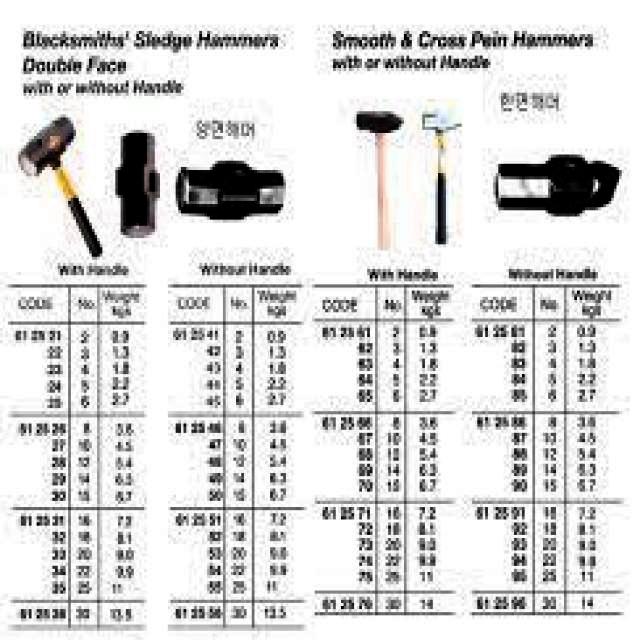 Blacksmiths' Sledge Hammers
Double Face
with or without Handle
양면해머
With Handle
CODE No. Weight kgs
61 25 21 2 0.9
22 3 1.3
23 4 1.8
24 5 2.2
25 6 2.7
61 25 26 8 3.6
27 10 4.5
28 12 5.4
29 14 6.3
30 15 6.7
61 25 31 16 7.2
32 18 8.1
33 20 9.0
34 22 9.9
35 25 11
61 25 36 30 13.5
Without Handle
CODE No. Weight kgs
61 25 41 2 0.9
42 3 1.3
43 4 1.8
44 5 2.2
45 6 2.7
61 25 46 8 3.6
47 10 4.5
48 12 5.4
49 14 6.3
50 15 6.7
61 25 51 16 7.2
52 18 8.1
53 20 9.0
54 22 9.9
55 25 11
61 25 56 30 13.5
Smooth & Cross Pein Hammers
with or without Handle
한면해머
With Handle
CODE No. Weight kgs
61 25 61 2 0.9
62 3 1.3
63 4 1.8
64 5 2.2
65 6 2.7
61 25 66 8 3.6
67 10 4.5
68 12 5.4
69 14 6.3
70 15 6.7
61 25 71 16 7.2
72 18 8.1
73 20 9.0
74 22 9.8
75 25 11
61 25 76 30 14
Without Handle
CODE No. Weight kgs
61 25 81 2 0.9
82 3 1.3
83 4 1.8
84 5 2.2
85 6 2.7
61 25 86 8 3.6
87 10 4.5
88 12 5.4
89 14 6.3
90 15 6.7
61 25 91 16 7.2
92 18 8.1
93 20 9.0
94 22 9.8
95 25 11
61 25 96 30 14